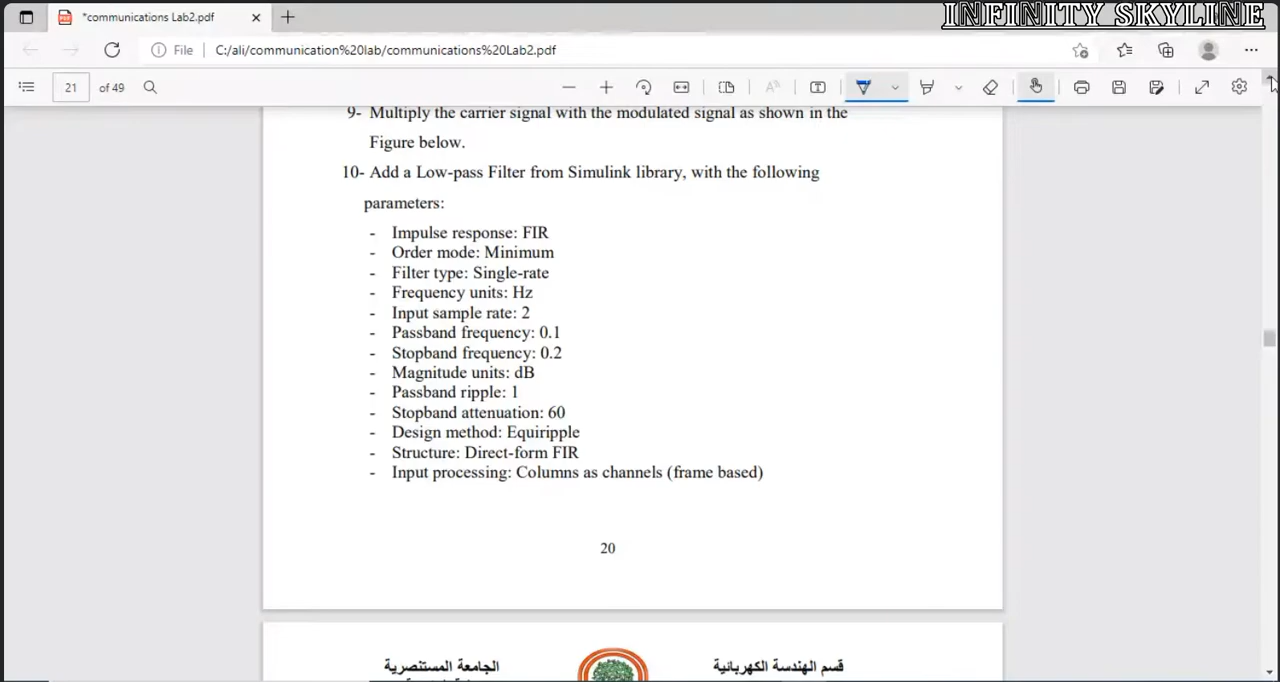 *communications Lab2.pdf
INFINITY SKYLINE
File
C:/ali/communication%20lab/communications%20Lab2.pdf
21 of 49
9- Multiply the carrier signal with the modulated signal as shown in the
Figure below.
10- Add a Low-pass Filter from Simulink library, with the following
parameters:
- Impulse response: FIR
- Order mode: Minimum
- Filter type: Single-rate
- Frequency units: Hz
- Input sample rate: 2
- Passband frequency: 0.1
- Stopband frequency: 0.2
- Magnitude units: dB
- Passband ripple: 1
- Stopband attenuation: 60
- Design method: Equiripple
- Structure: Direct-form FIR
- Input processing: Columns as channels (frame based)
20
قسم الهندسة الكهربائية
الجامعة المستنصرية